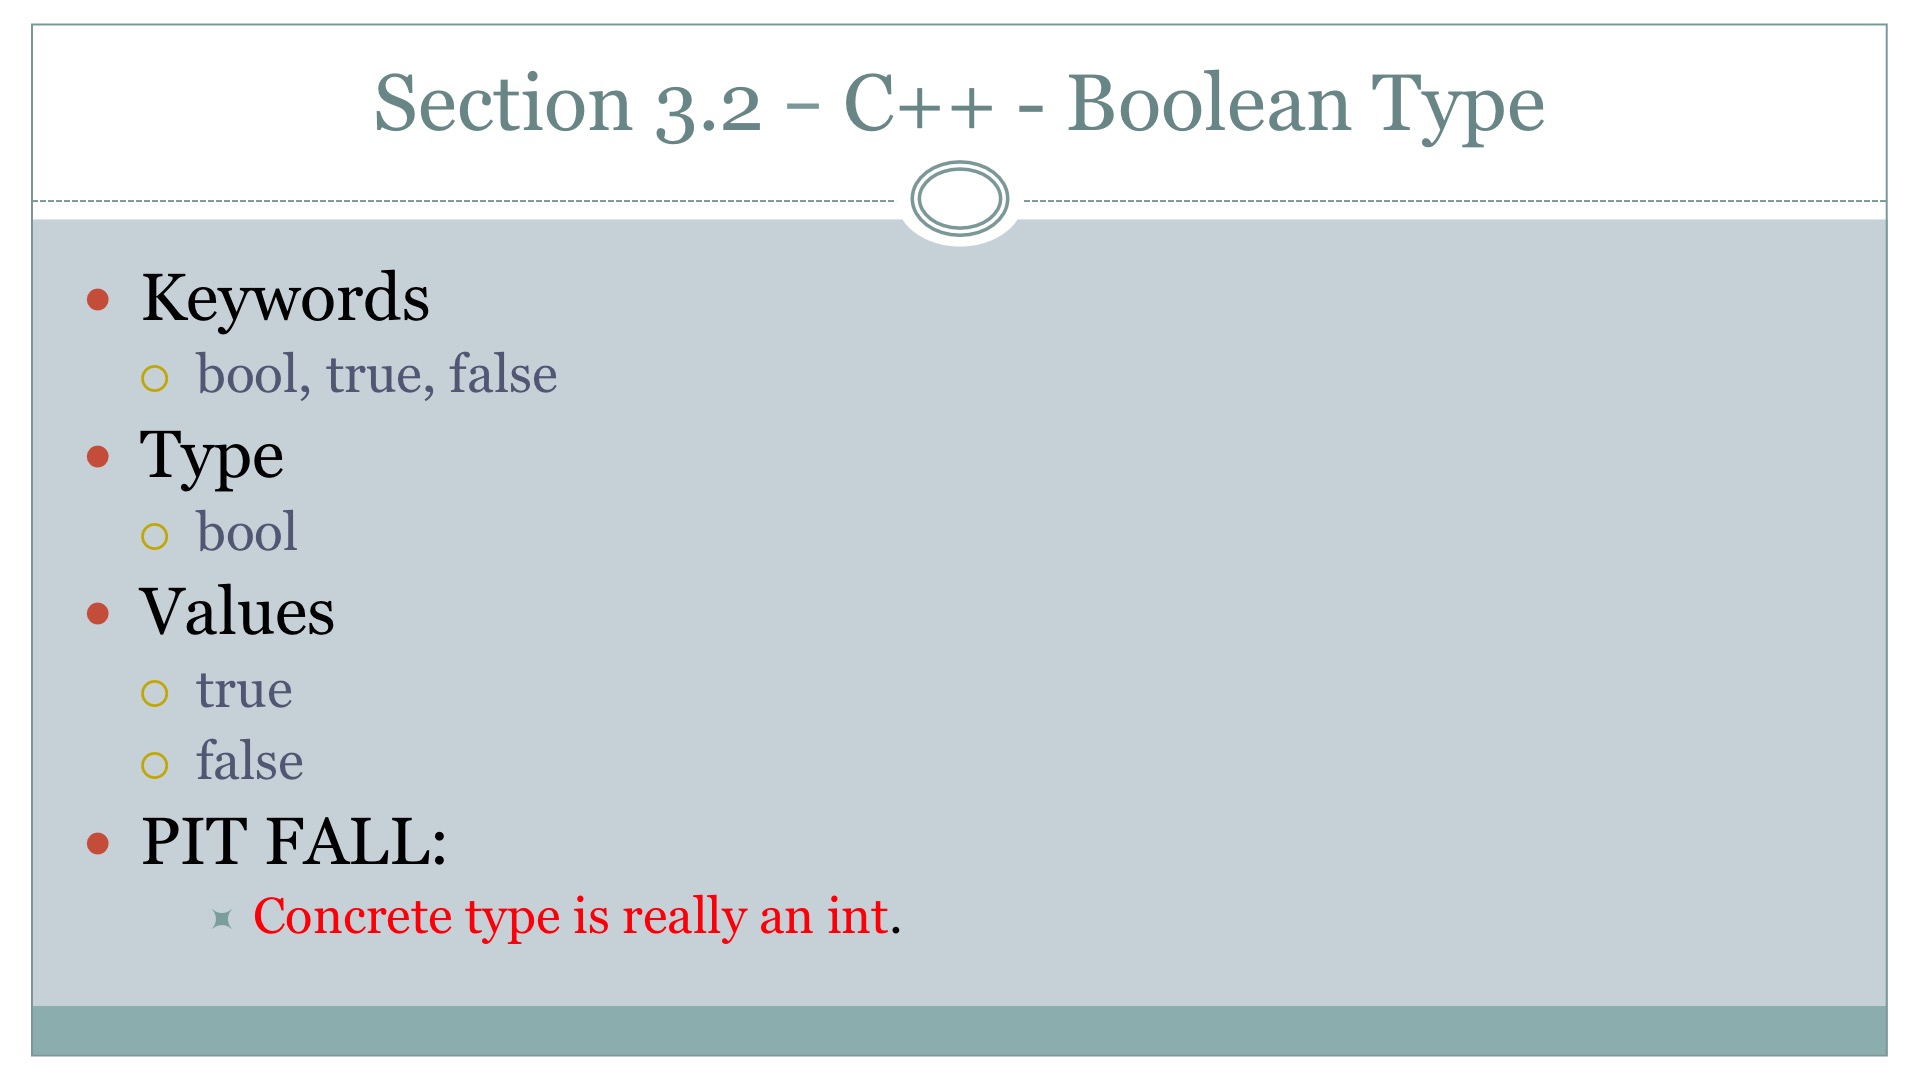 Section 3.2 – C++ - Boolean Type
Keywords
bool, true, false
Type
bool
Values
true
false
PIT FALL:
Concrete type is really an int.